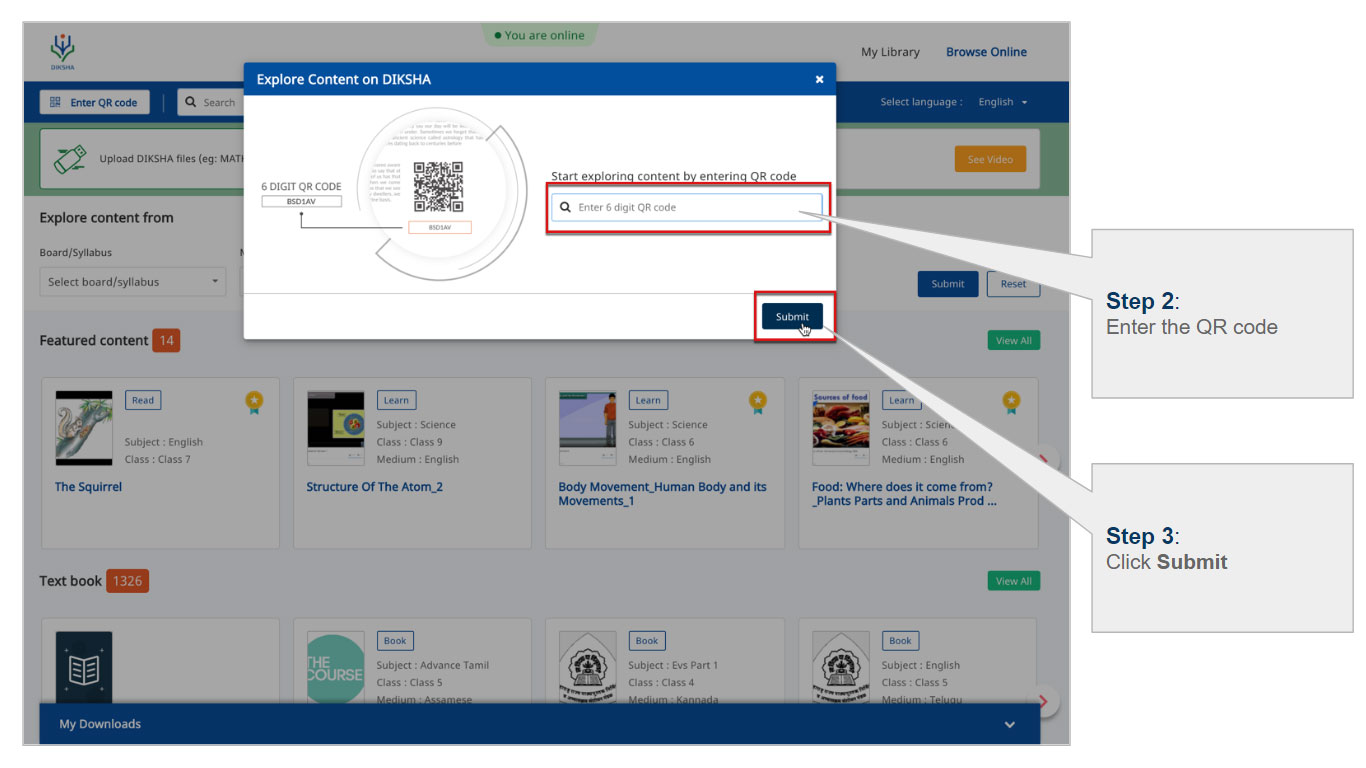 You are online
DIKSHA
My Library
Browse Online
Explore Content on DIKSHA
×
Enter QR code
Search
Select language :
English
6 DIGIT QR CODE
BSD1AV
BSD1AV
Start exploring content by entering QR code
Enter 6 digit QR code
Upload DIKSHA files (eg: MATH
See Video
Explore content from
Board/Syllabus
Select board/syllabus
Submit
Reset
Submit
Step 2:
Enter the QR code
Featured content 14
View All
Read
Subject : English
Class : Class 7
The Squirrel
Learn
Subject : Science
Class : Class 9
Medium : English
Structure Of The Atom_2
Learn
Subject : Science
Class : Class 6
Medium : English
Body Movement_Human Body and its
Movements_1
Sources of food
Learn
Subject : Scien
Class : Class 6
Medium : English
Food: Where does it come from?
_Plants Parts and Animals Prod ...
Step 3:
Click Submit
Text book 1326
View All
THE
COURSE
Book
Subject : Advance Tamil
Class : Class 5
Medium : Assamese
Book
Subject : Evs Part 1
Class : Class 4
Medium : Kannada
Book
Subject : English
Class : Class 5
Medium : Telugu
My Downloads